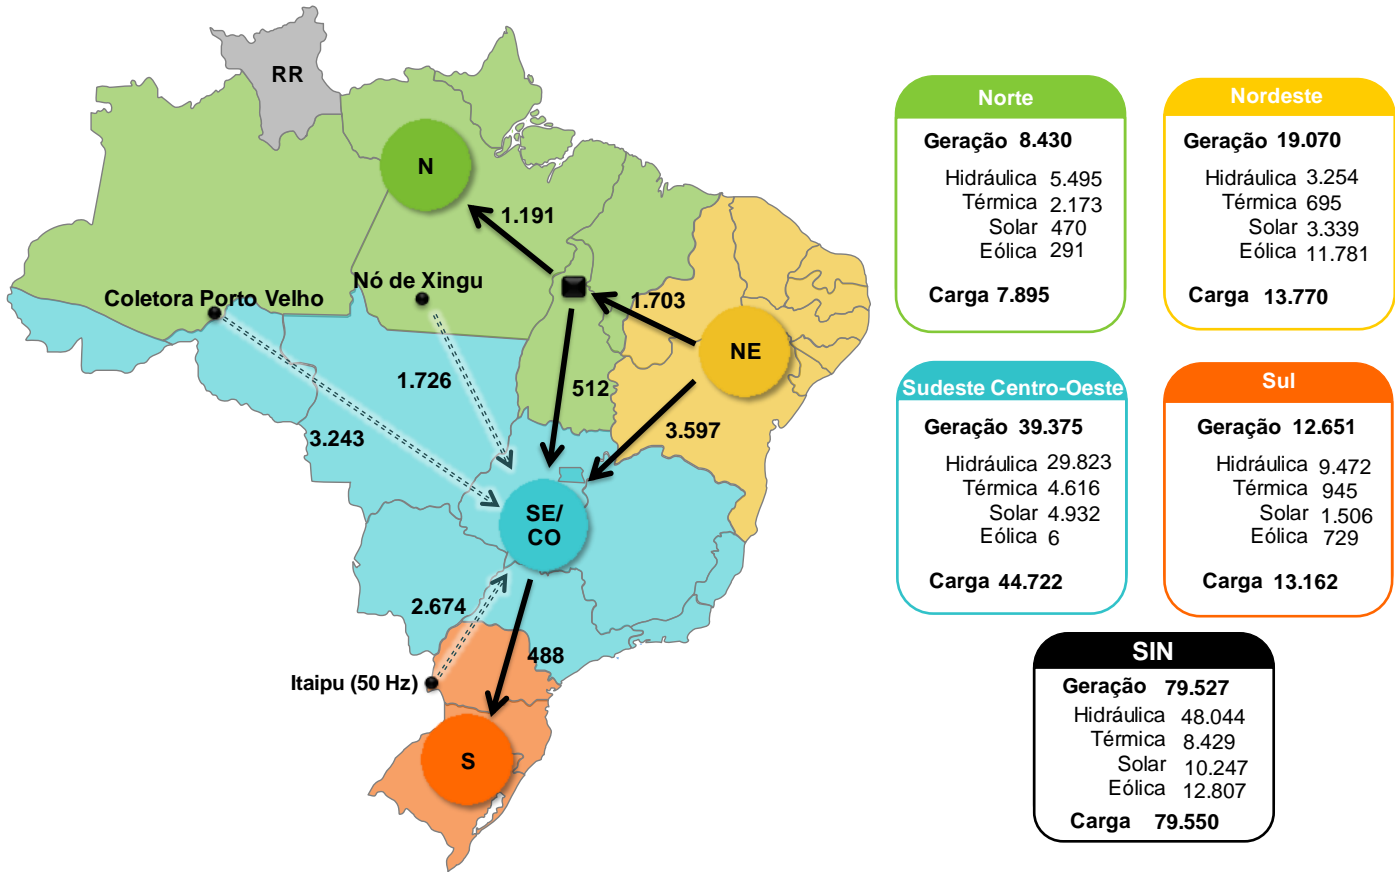 RR
N
1.191
Nó de Xingu
Coletora Porto Velho
1.703
NE
1.726
512
3.243
3.597
SE/
CO
2.674
488
Itaipu (50 Hz)
S
Norte
Geração 8.430
Hidráulica 5.495
Térmica 2.173
Solar 470
Eólica 291
Carga 7.895
Nordeste
Geração 19.070
Hidráulica 3.254
Térmica 695
Solar 3.339
Eólica 11.781
Carga 13.770
Sudeste Centro-Oeste
Geração 39.375
Hidráulica 29.823
Térmica 4.616
Solar 4.932
Eólica 6
Carga 44.722
Sul
Geração 12.651
Hidráulica 9.472
Térmica 945
Solar 1.506
Eólica 729
Carga 13.162
SIN
Geração 79.527
Hidráulica 48.044
Térmica 8.429
Solar 10.247
Eólica 12.807
Carga 79.550